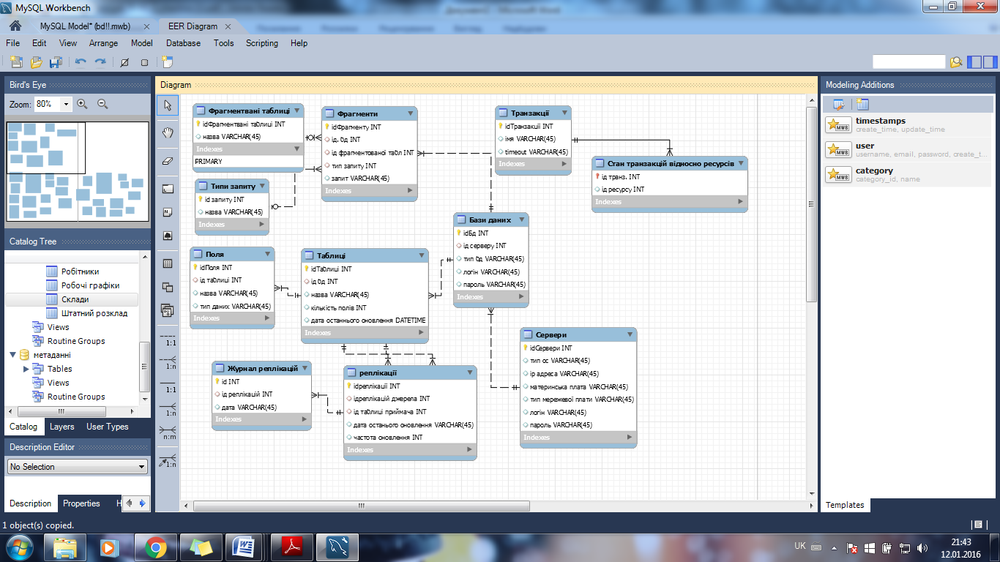 MySQL Workbench
MySQL Model* (bd!!.mwb)
EER Diagram
File Edit View Arrange Model Database Tools Scripting Help
Bird's Eye
Zoom: 80%
Catalog Tree
Робітники
Робочі графіки
Склади
Штатний розклад
Views
Routine Groups
метаданні
Tables
Views
Routine Groups
Catalog Layers User Types
Description Editor
No Selection
Description Properties H
Diagram
1:1
1:n
1:1
1:n
n:m
1:n
Фрагментвані таблиці
idФрагментвані таблиці INT
назва VARCHAR(45)
Indexes
PRIMARY
Фрагменти
idФрагменту INT
ід. бд INT
ід фрагментованої табл INT
тип запиту INT
запит VARCHAR(45)
Indexes
Транзакції
idТранзакції INT
імя VARCHAR(45)
timeout VARCHAR(45)
Indexes
Стан транзакцій відносно ресурсів
ід транз. INT
ід ресурсу INT
Indexes
Типи запиту
id запиту INT
назва VARCHAR(45)
Indexes
Бази даних
idБд INT
ід серверу INT
тип бд VARCHAR(45)
логін VARCHAR(45)
пароль VARCHAR(45)
Indexes
Поля
idПоля INT
ід таблиці INT
назва VARCHAR(45)
тип даних VARCHAR(45)
Indexes
Таблиці
idТаблиці INT
ід бд INT
назва VARCHAR(45)
кількість полів INT
дата останнього оновлення DATETIME
Indexes
Сервери
idСервери INT
тип ос VARCHAR(45)
ір адреса VARCHAR(45)
материнська плата VARCHAR(45)
тип мережевої плати VARCHAR(45)
логін VARCHAR(45)
пароль VARCHAR(45)
Indexes
Журнал реплікацій
id INT
ід реплікацій INT
дата VARCHAR(45)
Indexes
реплікації
idреплікації INT
ідреплікацій джерела INT
ід таблиці приймача INT
дата останього оновлення VARCHAR(45)
частота оновлення INT
Indexes
Modeling Additions
timestamps
create_time, update_time
user
username, email, password, create_t...
category
category_id, name
MWB
MWB
MWB
Templates
1 object(s) copied.
UK
21:43
12.01.2016